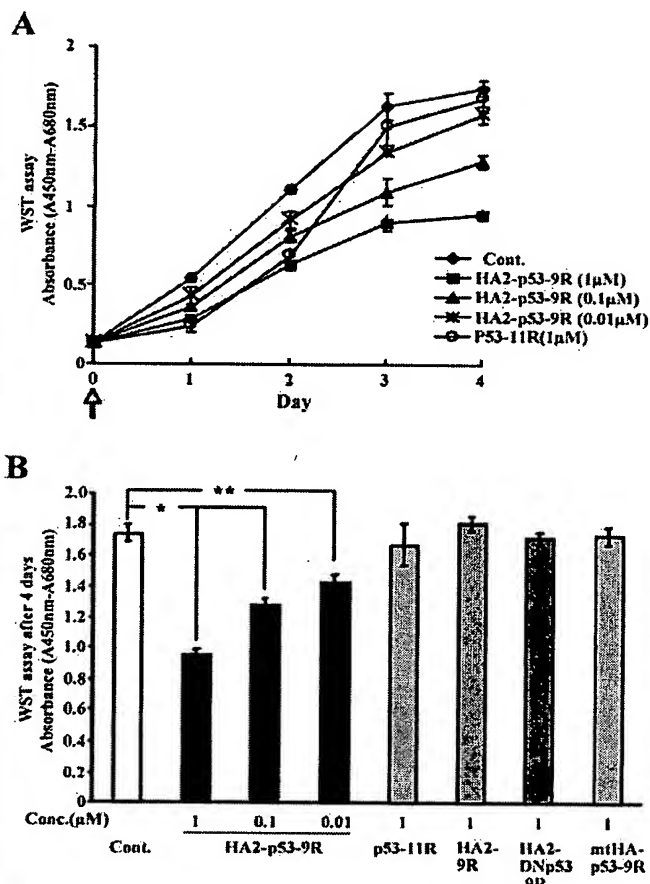 A
2
1.5
1
0.5
0
WST assay
Absorbance (A450nm-A680nm)
Cont.
HA2-p53-9R (1μM)
HA2-p53-9R (0.1μM)
HA2-p53-9R (0.01μM)
P53-11R(1μM)
0 1 2 3 4
Day
B
WST assay after 4 days
Absorbance (A450nm-A680nm)
2.0
1.8
1.6
1.4
1.2
1.0
0.8
0.6
0.4
0.2
0
* **
Conc.(μM) 1 0.1 0.01 1 1 1 1
Cont. HA2-p53-9R p53-11R HA2-9R HA2-DNp53 9R mtHA-p53-9R